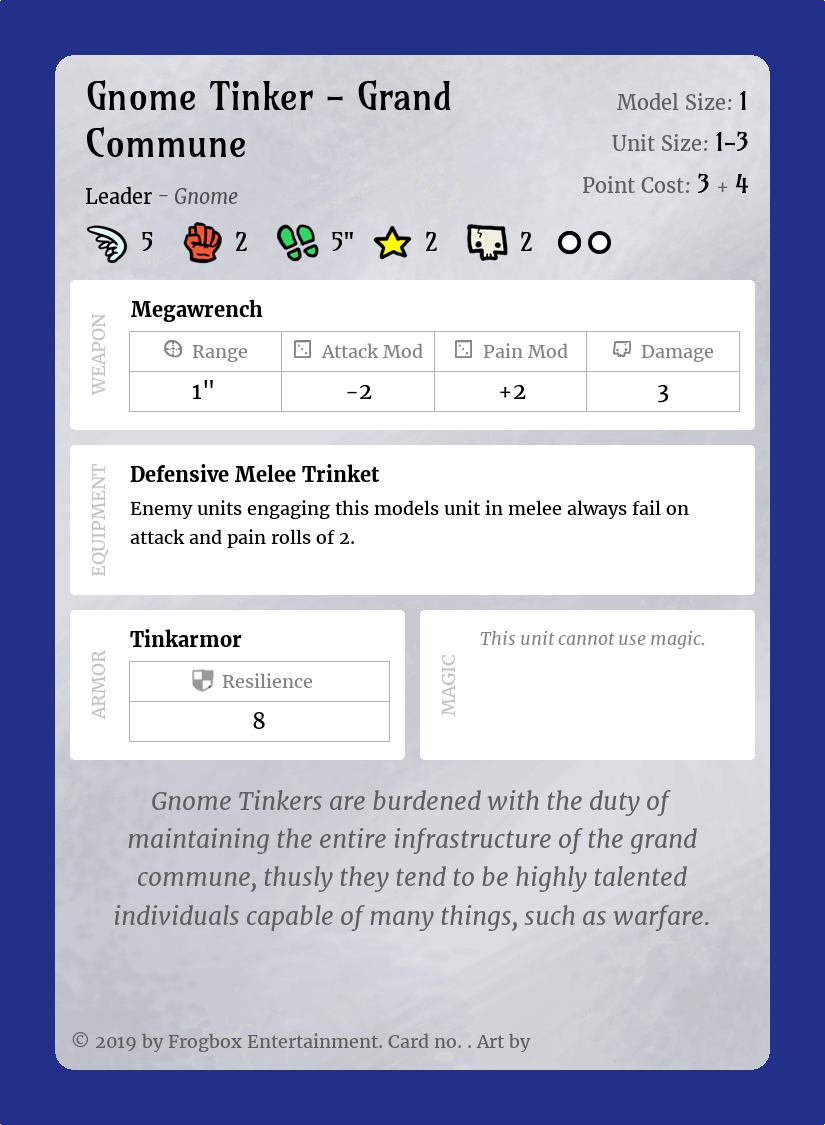 Gnome Tinker – Grand
Commune
Model Size: 1
Unit Size: 1–3
Point Cost: 3 + 4
Leader – Gnome
5 2 5" 2 2
WEAPON
Megawrench
Range Attack Mod Pain Mod Damage
1" -2 +2 3
EQUIPMENT
Defensive Melee Trinket
Enemy units engaging this models unit in melee always fail on
attack and pain rolls of 2.
ARMOR
Tinkarmor
Resilience
8
MAGIC
This unit cannot use magic.
Gnome Tinkers are burdened with the duty of
maintaining the entire infrastructure of the grand
commune, thusly they tend to be highly talented
individuals capable of many things, such as warfare.
© 2019 by Frogbox Entertainment. Card no. . Art by